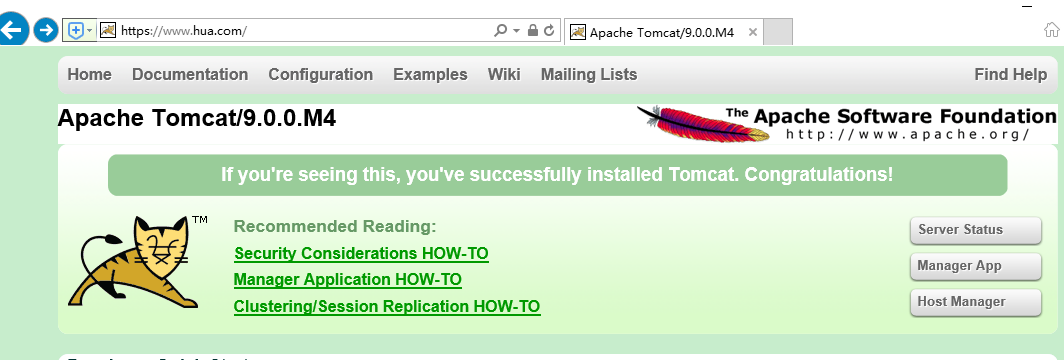 https://www.hua.com/
Apache Tomcat/9.0.0.M4
Home Documentation Configuration Examples Wiki Mailing Lists Find Help
Apache Tomcat/9.0.0.M4
The Apache Software Foundation
http://www.apache.org/
If you're seeing this, you've successfully installed Tomcat. Congratulations!
TM
Recommended Reading:
Security Considerations HOW-TO
Manager Application HOW-TO
Clustering/Session Replication HOW-TO
Server Status
Manager App
Host Manager